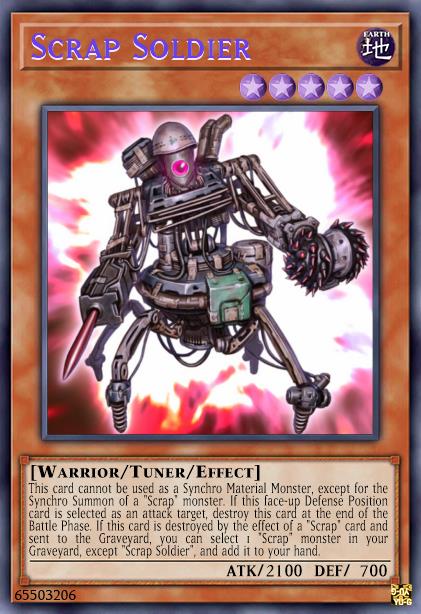 Scrap Soldier
EARTH
地
[Warrior/Tuner/Effect]
This card cannot be used as a Synchro Material Monster, except for the
Synchro Summon of a "Scrap" monster. If this face-up Defense Position
card is selected as an attack target, destroy this card at the end of the
Battle Phase. If this card is destroyed by the effect of a "Scrap" card and
sent to the Graveyard, you can select 1 "Scrap" monster in your
Graveyard, except "Scrap Soldier", and add it to your hand.
ATK/2100 DEF/ 700
65503206